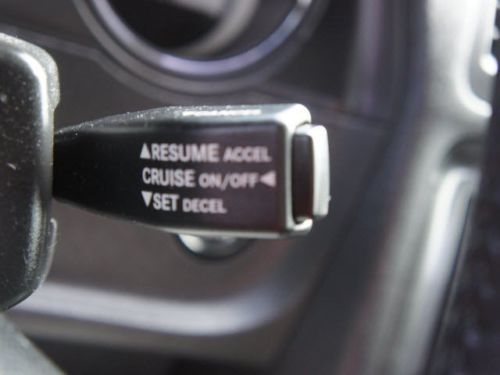 ▲RESUME ACCEL
CRUISE ON/OFF◄
▼SET DECEL